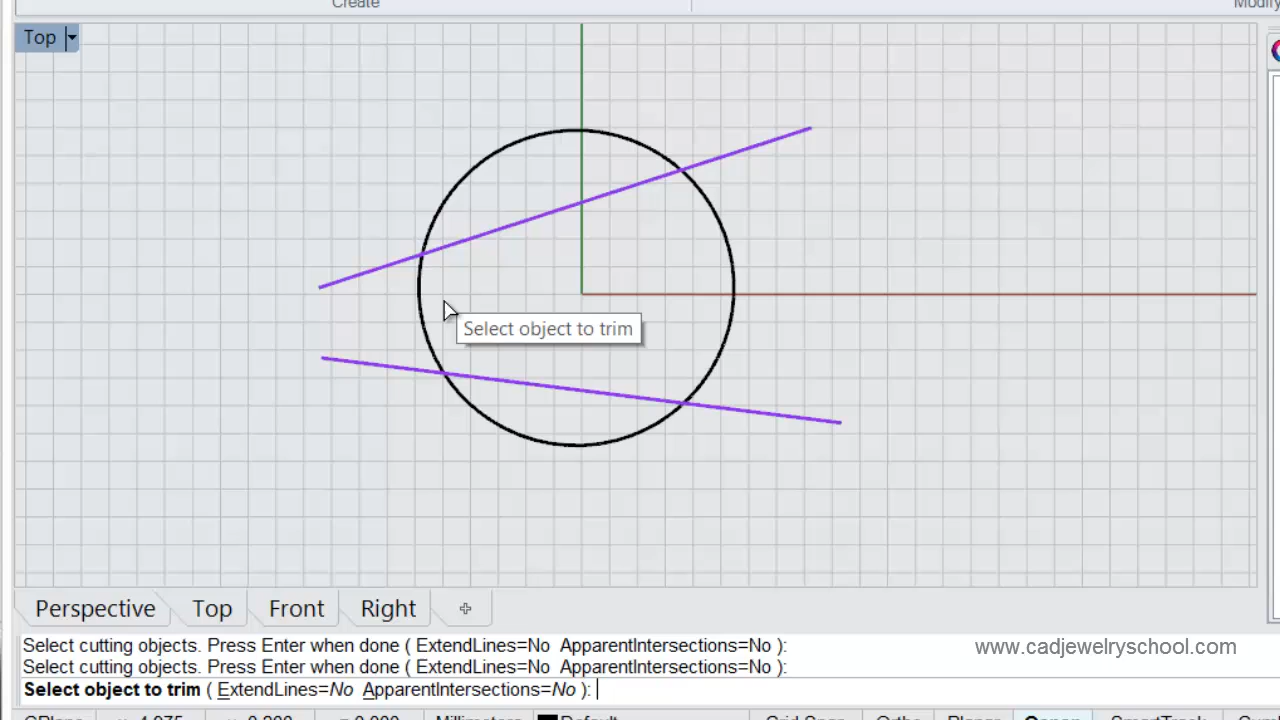 Create
Modify
Top
Select object to trim
Perspective
Top
Front
Right
Select cutting objects. Press Enter when done ( ExtendLines=No ApparentIntersections=No ):
www.cadjewelryschool.com
Select cutting objects. Press Enter when done ( ExtendLines=No ApparentIntersections=No ):
Select object to trim ( ExtendLines=No ApparentIntersections=No ):
CPlane
Millimeters
Default
Grid Snap
Ortho
Planar
Osnap
SmartTrack